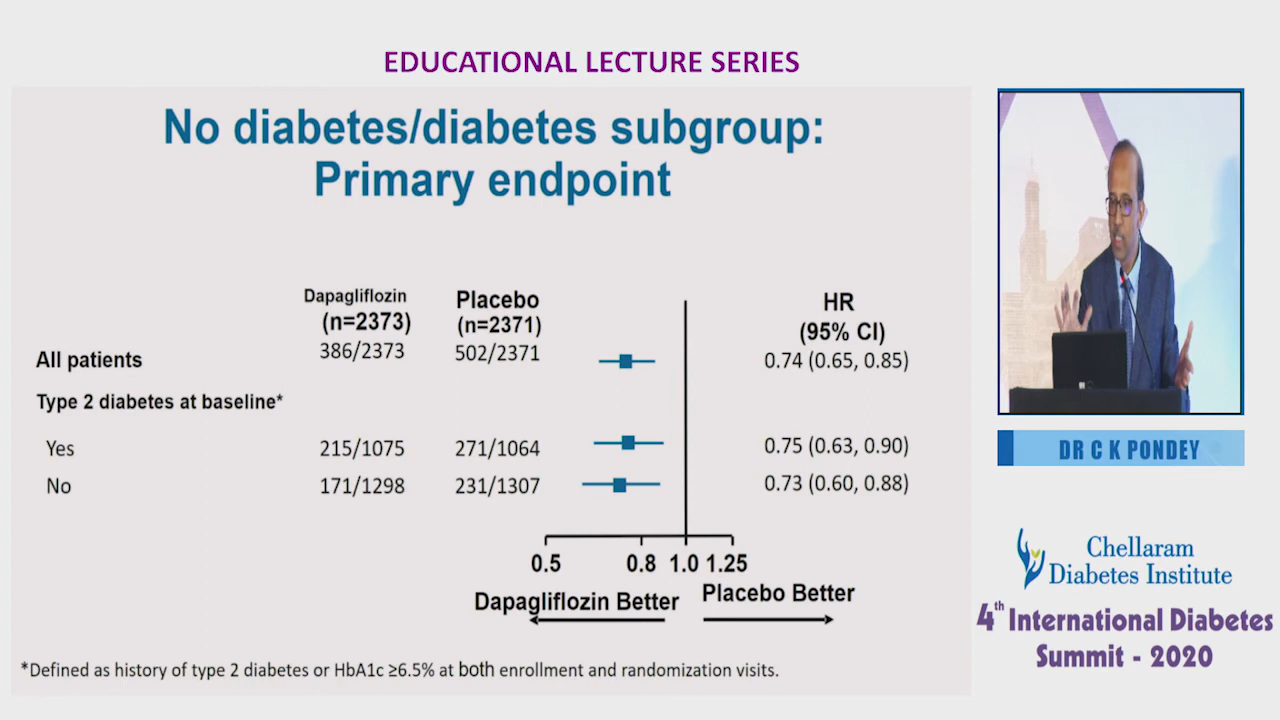 EDUCATIONAL LECTURE SERIES
No diabetes/diabetes subgroup:
Primary endpoint
Dapagliflozin Placebo HR
(n=2373) (n=2371) (95% CI)
All patients 386/2373 502/2371 0.74 (0.65, 0.85)
Type 2 diabetes at baseline*
Yes 215/1075 271/1064 0.75 (0.63, 0.90)
No 171/1298 231/1307 0.73 (0.60, 0.88)
0.5 0.8 1.0 1.25
Dapagliflozin Better Placebo Better
*Defined as history of type 2 diabetes or HbA1c ≥6.5% at both enrollment and randomization visits.
DR C K PONDEY
Chellaram
Diabetes Institute
4th International Diabetes
Summit - 2020